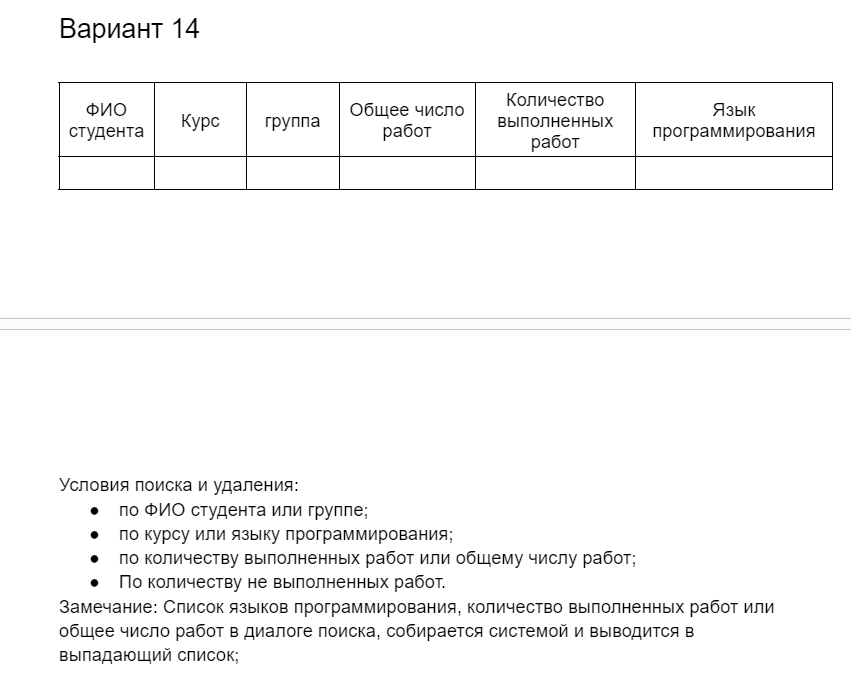 Вариант 14
ФИО студента
Курс
группа
Общее число работ
Количество выполненных работ
Язык программирования
Условия поиска и удаления:
● по ФИО студента или группе;
● по курсу или языку программирования;
● по количеству выполненных работ или общему числу работ;
● По количеству не выполненных работ.
Замечание: Список языков программирования, количество выполненных работ или
общее число работ в диалоге поиска, собирается системой и выводится в
выпадающий список;